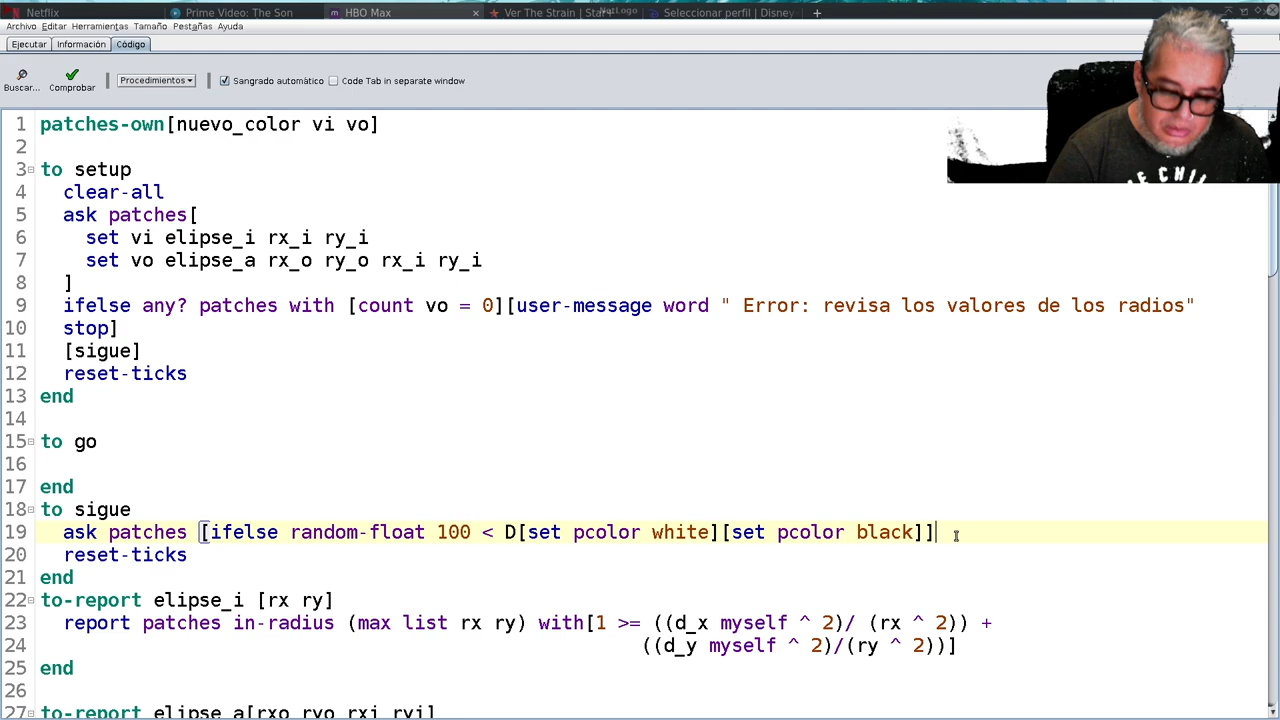 Netflix
Prime Video: The Son
HBO Max
Ver The Strain | Star+
NetLogo
Seleccionar perfil | Disney
Archivo Editar Herramientas Tamaño Pestañas Ayuda
Ejecutar Información Código
Buscar... Comprobar Procedimientos Sangrado automático Code Tab in separate window
1 patches-own[nuevo_color vi vo]
2
3 to setup
4 clear-all
5 ask patches[
6 set vi elipse_i rx_i ry_i
7 set vo elipse_a rx_o ry_o rx_i ry_i
8 ]
9 ifelse any? patches with [count vo = 0][user-message word " Error: revisa los valores de los radios"
10 stop]
11 [sigue]
12 reset-ticks
13 end
14
15 to go
16
17 end
18 to sigue
19 ask patches [ifelse random-float 100 < D[set pcolor white][set pcolor black]]
20 reset-ticks
21 end
22 to-report elipse_i [rx ry]
23 report patches in-radius (max list rx ry) with[1 >= ((d_x myself ^ 2)/ (rx ^ 2)) +
24 ((d_y myself ^ 2)/(ry ^ 2))]
25 end
26
27 to-report elipse_a[rxo ryo rxi ryi]